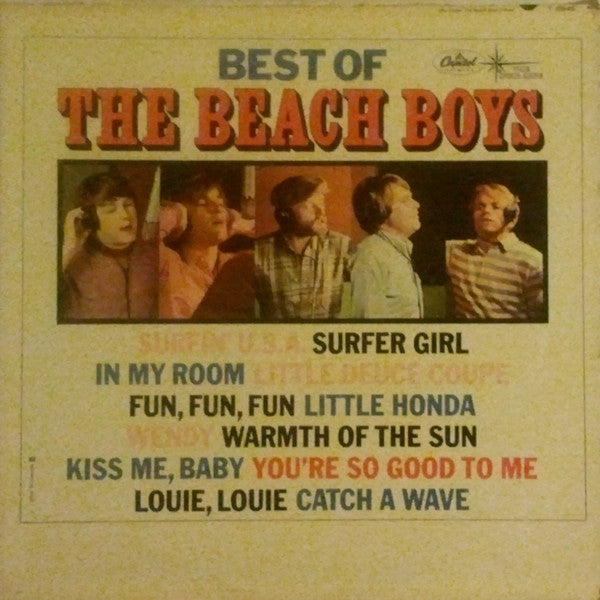 BEST OF
Capitol
THE BEACH BOYS
SURFIN' U.S.A. SURFER GIRL
IN MY ROOM LITTLE DEUCE COUPE
FUN, FUN, FUN LITTLE HONDA
WENDY WARMTH OF THE SUN
KISS ME, BABY YOU'RE SO GOOD TO ME
LOUIE, LOUIE CATCH A WAVE